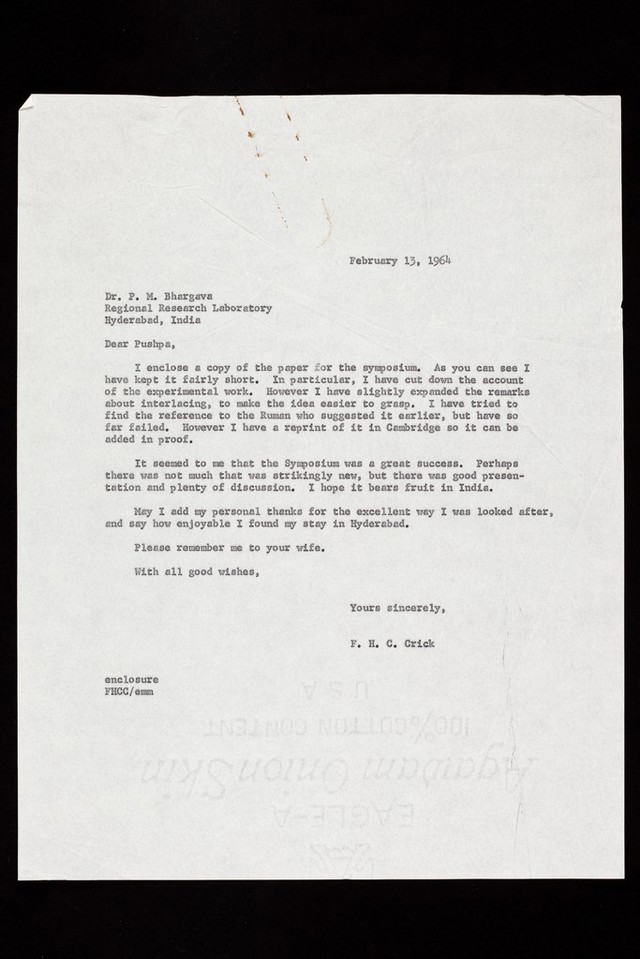 February 13, 1964
Dr. P. M. Bhargava
Regional Research Laboratory
Hyderabad, India
Dear Pushpa,
I enclose a copy of the paper for the symposium. As you can see I
have kept it fairly short. In particular, I have cut down the account
of the experimental work. However I have slightly expanded the remarks
about interlacing, to make the idea easier to grasp. I have tried to
find the reference to the Ruman who suggested it earlier, but have so
far failed. However I have a reprint of it in Cambridge so it can be
added in proof.
It seemed to me that the Symposium was a great success. Perhaps
there was not much that was strikingly new, but there was good presen-
tation and plenty of discussion. I hope it bears fruit in India.
May I add my personal thanks for the excellent way I was looked after,
and say how enjoyable I found my stay in Hyderabad.
Please remember me to your wife.
With all good wishes,
Yours sincerely,
F. H. C. Crick
enclosure
FHCC/emm
USA
100% COTTON CONTENT
Agawam Onion Skin
EAGLE-A